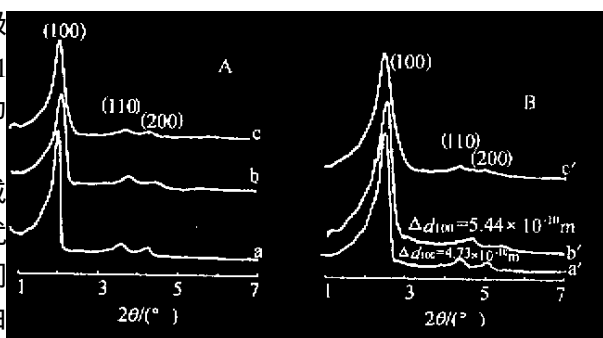 (100)
A
(110)
(200)
c
b
a
1 3 5 7
2θ/(° )
(100)
B
(110)
(200)
c′
Δd100=5.44× 10-10m
b′
Δd100=4.73×10-10m
a′
1 3 5 7
2θ/(° )